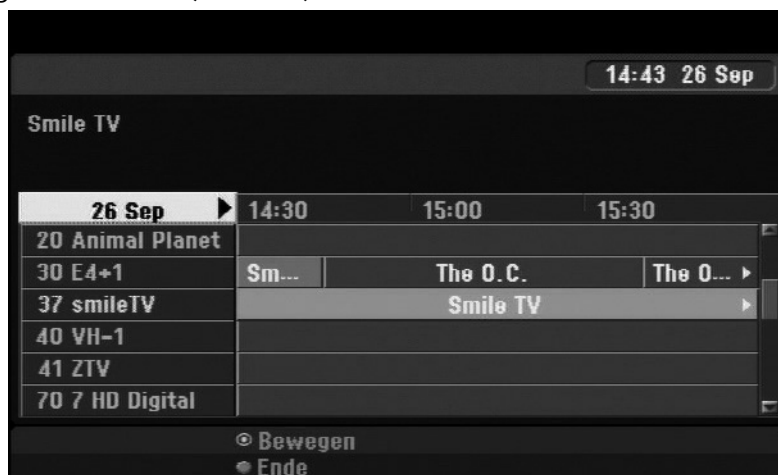 14:43 26 Sep
Smile TV
26 Sep 14:30 15:00 15:30
20 Animal Planet
30 E4+1 Sm... The O.C. The O...
37 smileTV Smile TV
40 VH-1
41 ZTV
70 7 HD Digital
Bewegen
Ende